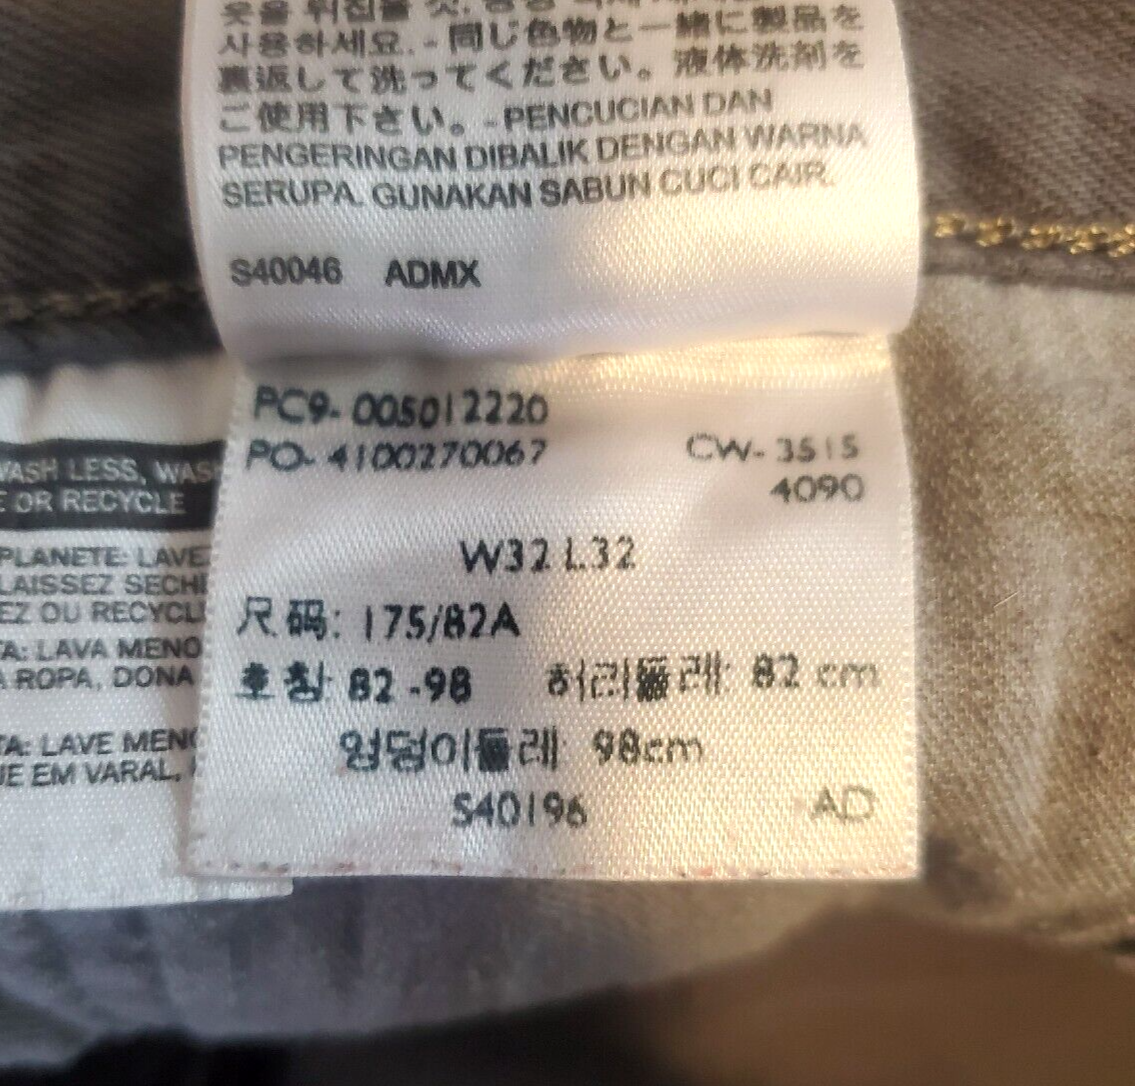 사용하세요. - 同じ色物と一緒に製品を
裏返して洗ってください。液体洗剤を
ご使用下さい。- PENCUCIAN DAN
PENGERINGAN DIBALIK DENGAN WARNA
SERUPA. GUNAKAN SABUN CUCI CAIR.
S40046 ADMX
PC9- 005012220
PO- 4100270067 CW- 3515
4090
W32 L32
尺码: 175/82A
호칭: 82 -98 허리둘레: 82 cm
엉덩이둘레: 98cm
S40196 AD
WASH LESS, WASH
E OR RECYCLE
PLANETE: LAVEZ
LAISSEZ SECHE
EZ OU RECYCL
TA: LAVA MENO
A ROPA, DONA
TA: LAVE MENO
UE EM VARAL,